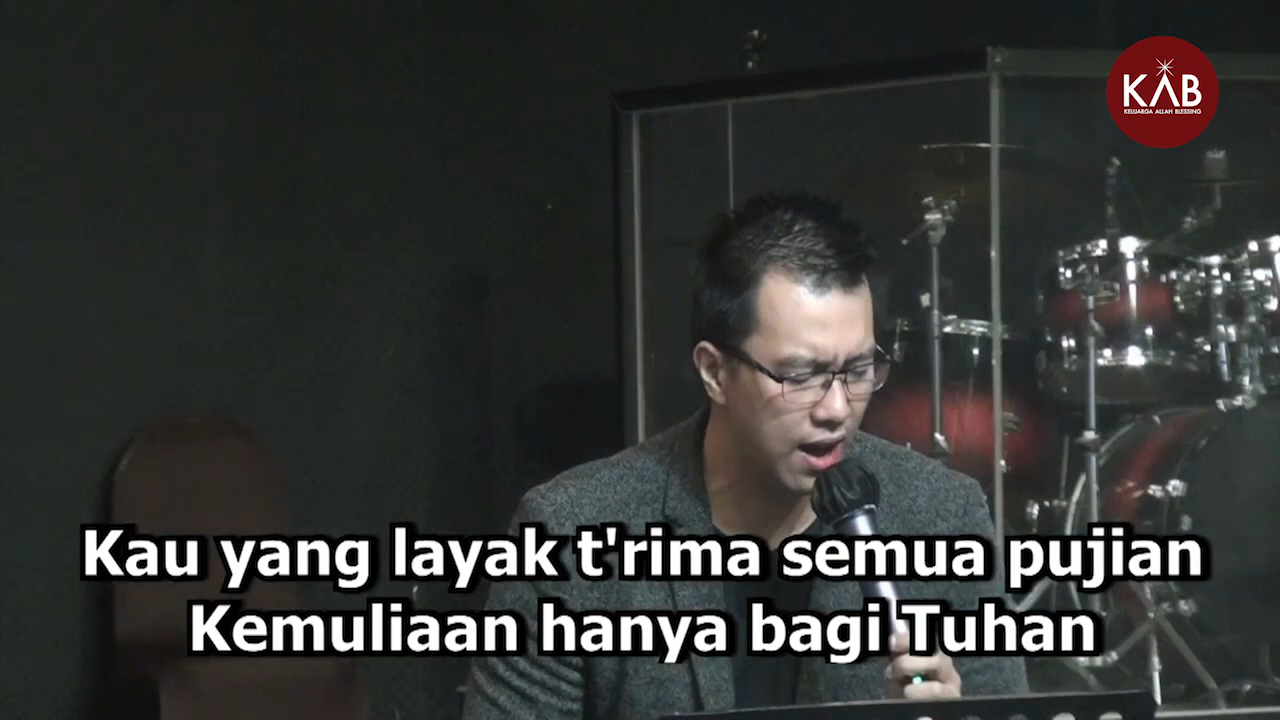 KAB
KELUARGA ALLAH BLESSING
Kau yang layak t'rima semua pujian
Kemuliaan hanya bagi Tuhan